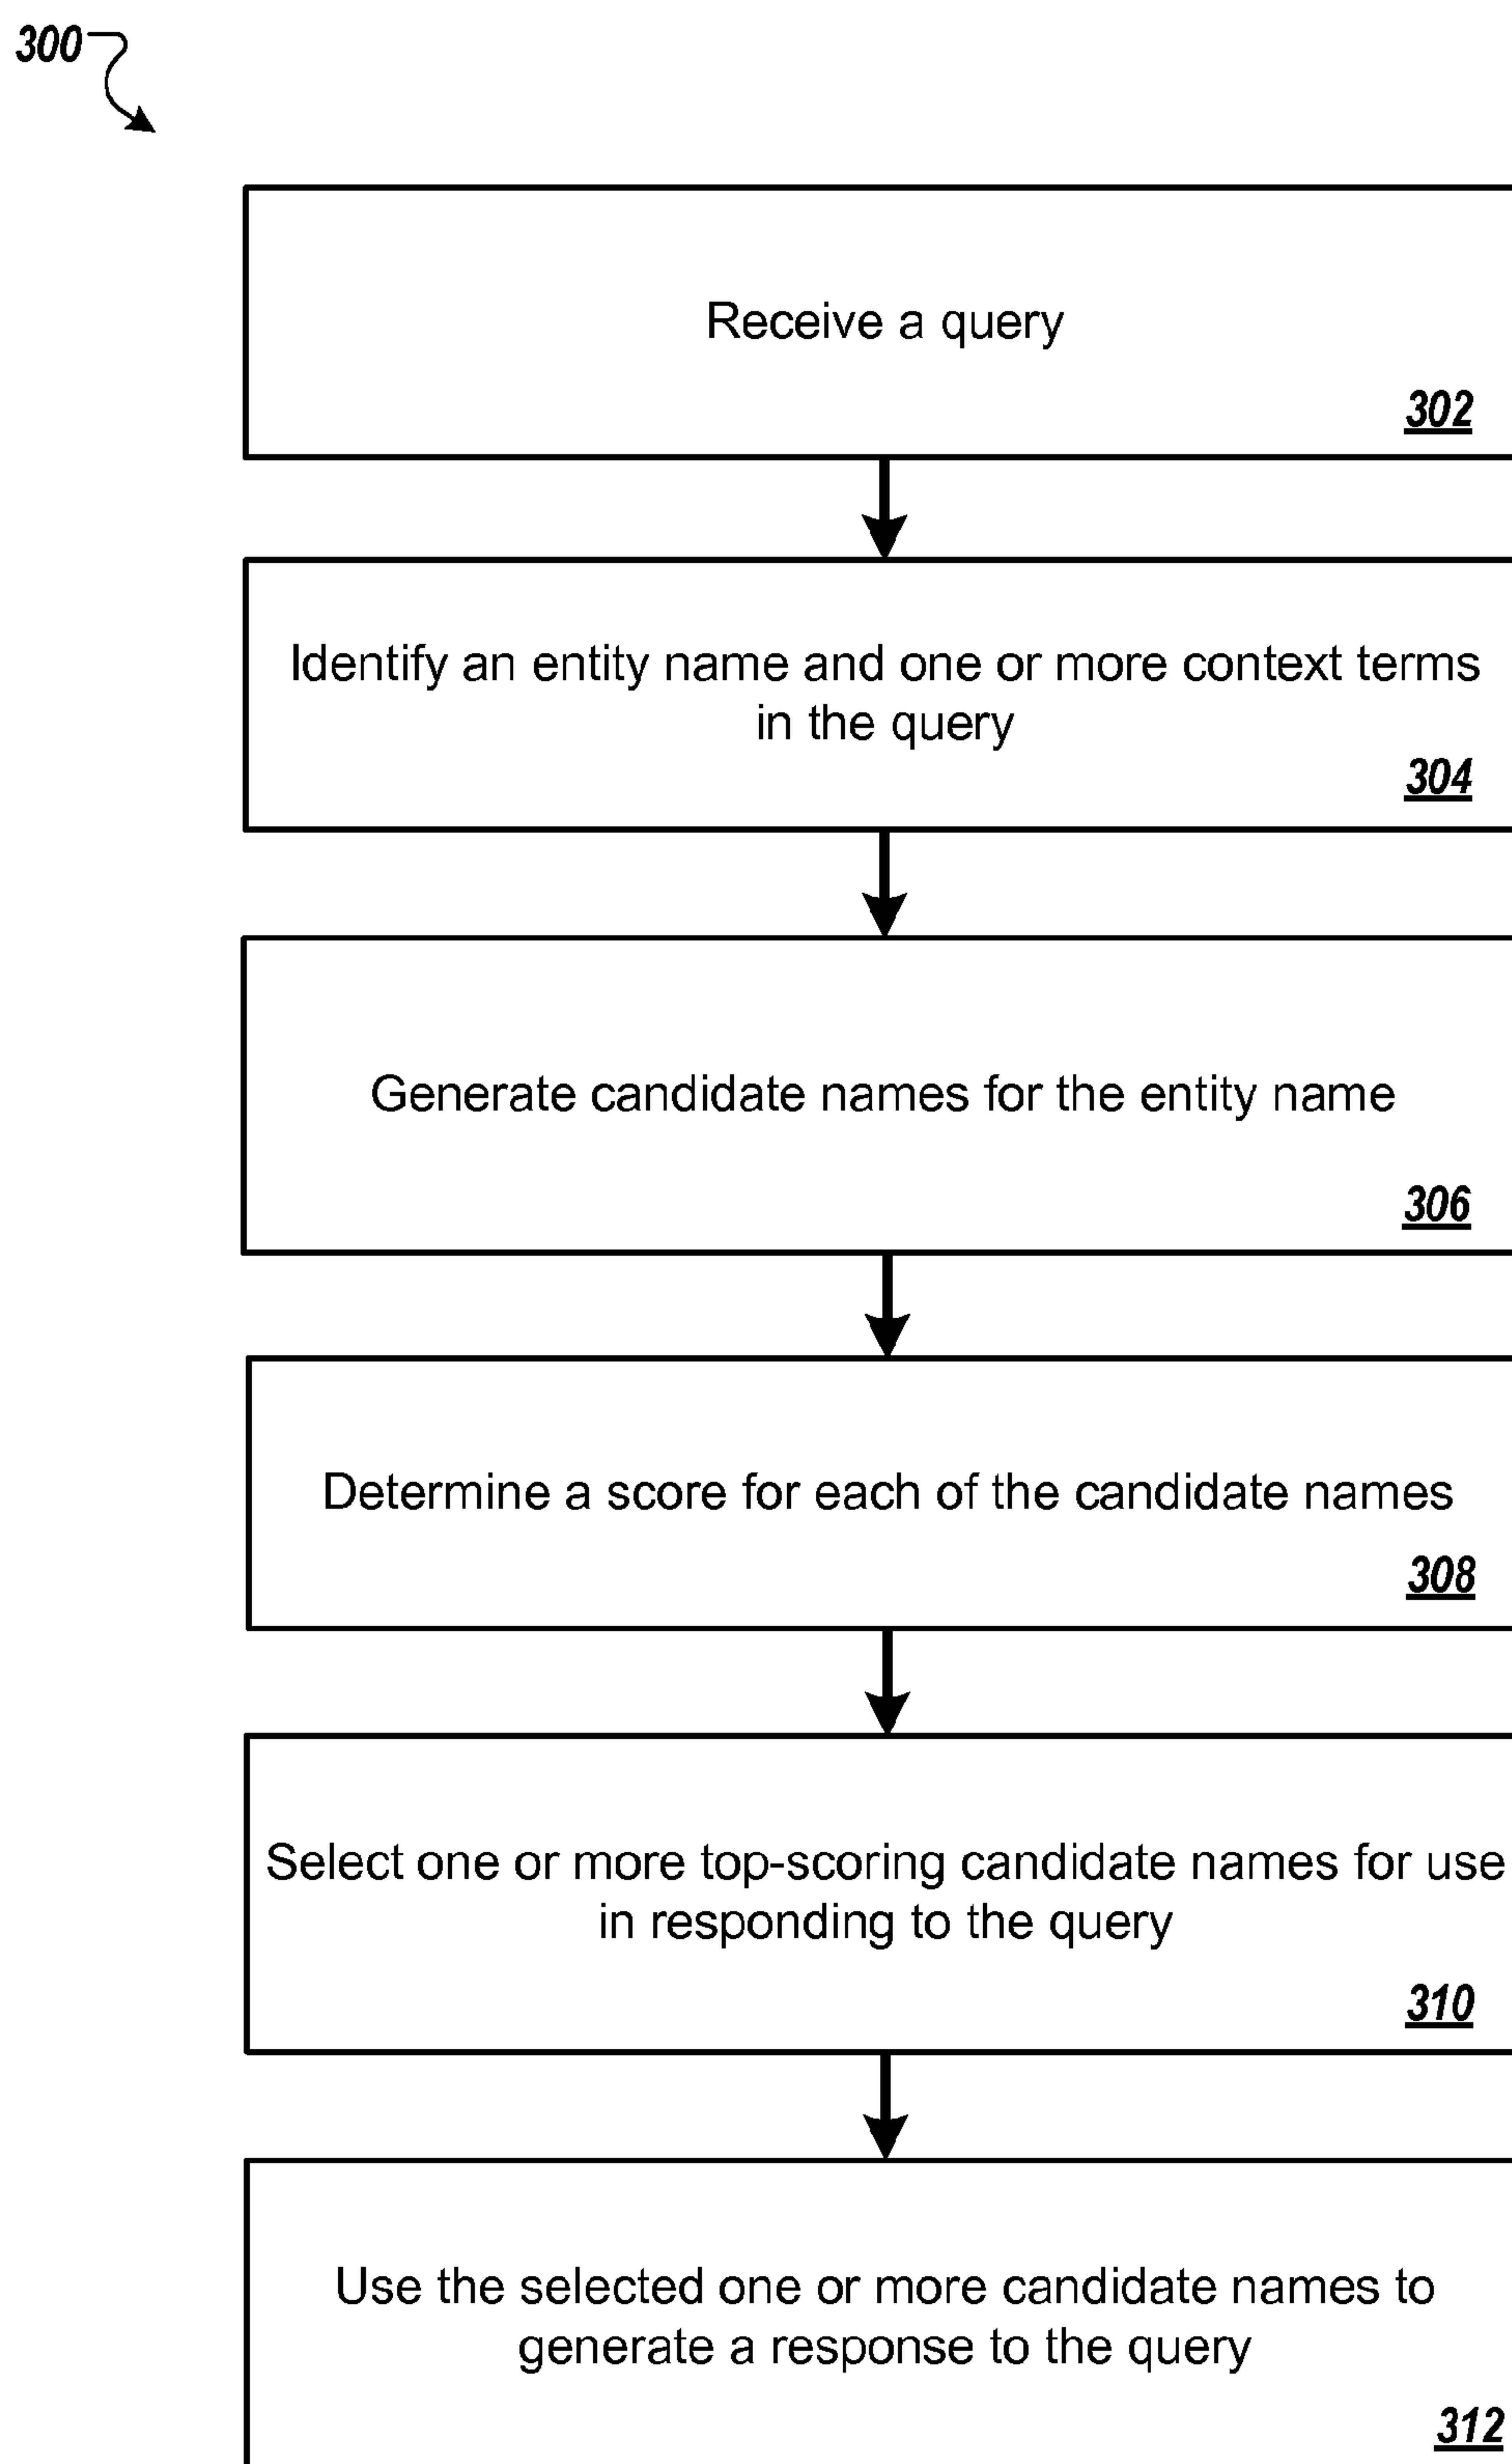 300
Receive a query
302
Identify an entity name and one or more context terms
in the query
304
Generate candidate names for the entity name
306
Determine a score for each of the candidate names
308
Select one or more top-scoring candidate names for use
in responding to the query
310
Use the selected one or more candidate names to
generate a response to the query
312